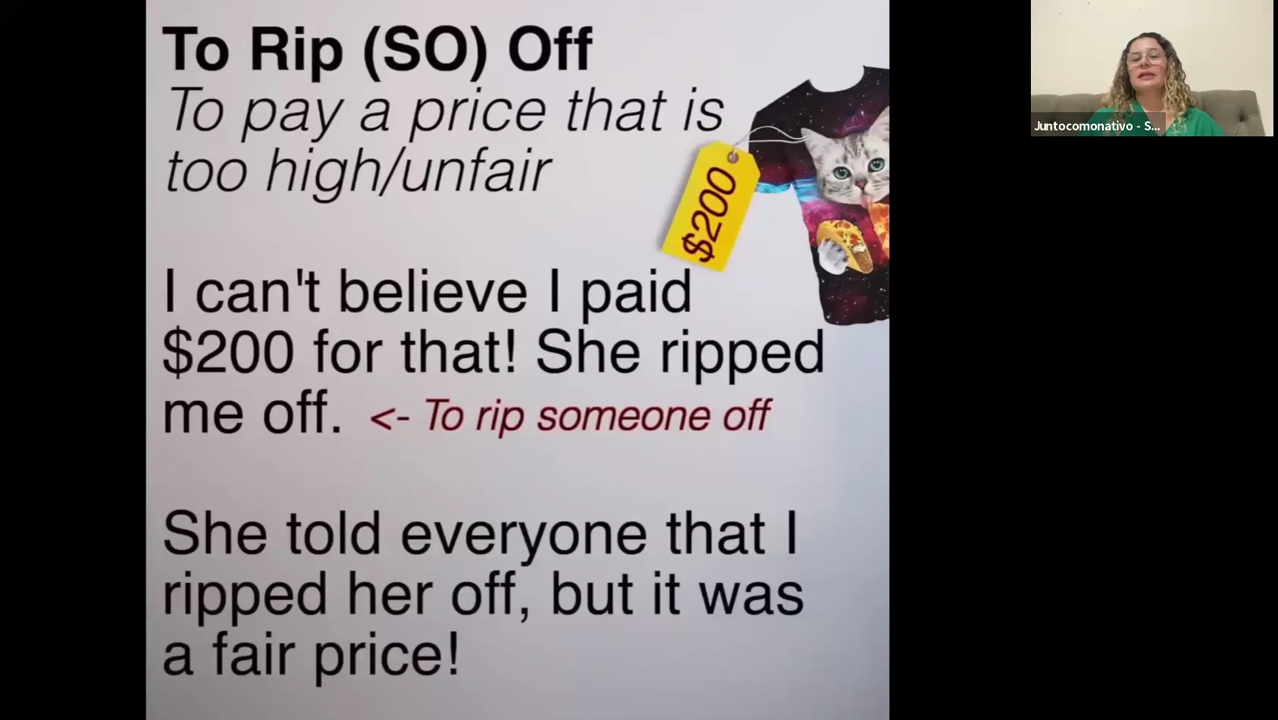 To Rip (SO) Off
To pay a price that is
too high/unfair
$200
I can't believe I paid
$200 for that! She ripped
me off. <- To rip someone off
She told everyone that I
ripped her off, but it was
a fair price!
Juntocomonativo - S...